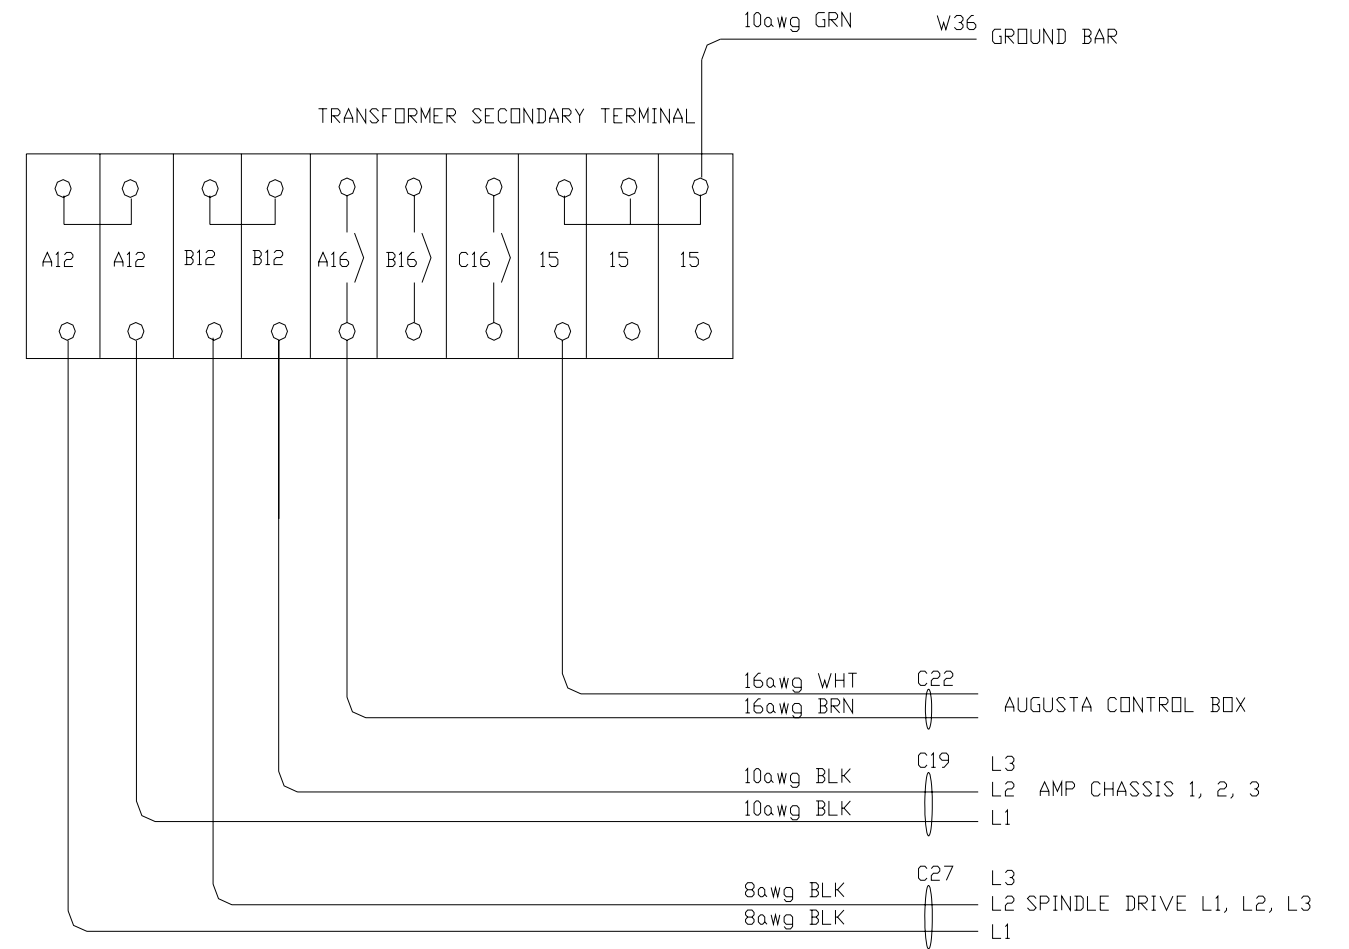 10awg GRN W36 GROUND BAR
TRANSFORMER SECONDARY TERMINAL
A12 A12 B12 B12 A16 B16 C16 15 15 15
16awg WHT C22
16awg BRN AUGUSTA CONTROL BOX
C19 L3
10awg BLK L2 AMP CHASSIS 1, 2, 3
10awg BLK L1
C27 L3
8awg BLK L2 SPINDLE DRIVE L1, L2, L3
8awg BLK L1